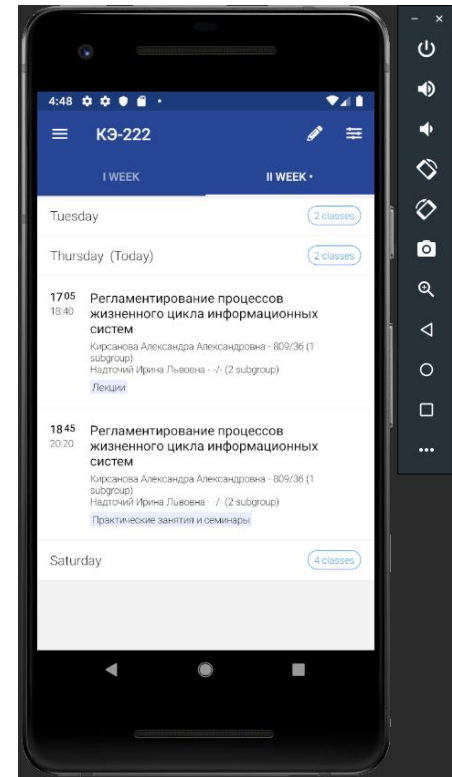 4:48
КЭ-222
I WEEK
II WEEK •
Tuesday
2 classes
Thursday (Today)
2 classes
17 05
18:40
Регламентирование процессов
жизненного цикла информационных
систем
Кирсанова Александра Александровна - 809/3б (1
subgroup)
Надточий Ирина Львовна - -/- (2 subgroup)
Лекции
18 45
20:20
Регламентирование процессов
жизненного цикла информационных
систем
Кирсанова Александра Александровна - 809/3б (1
subgroup)
Надточий Ирина Львовна - -/- (2 subgroup)
Практические занятия и семинары
Saturday
4 classes